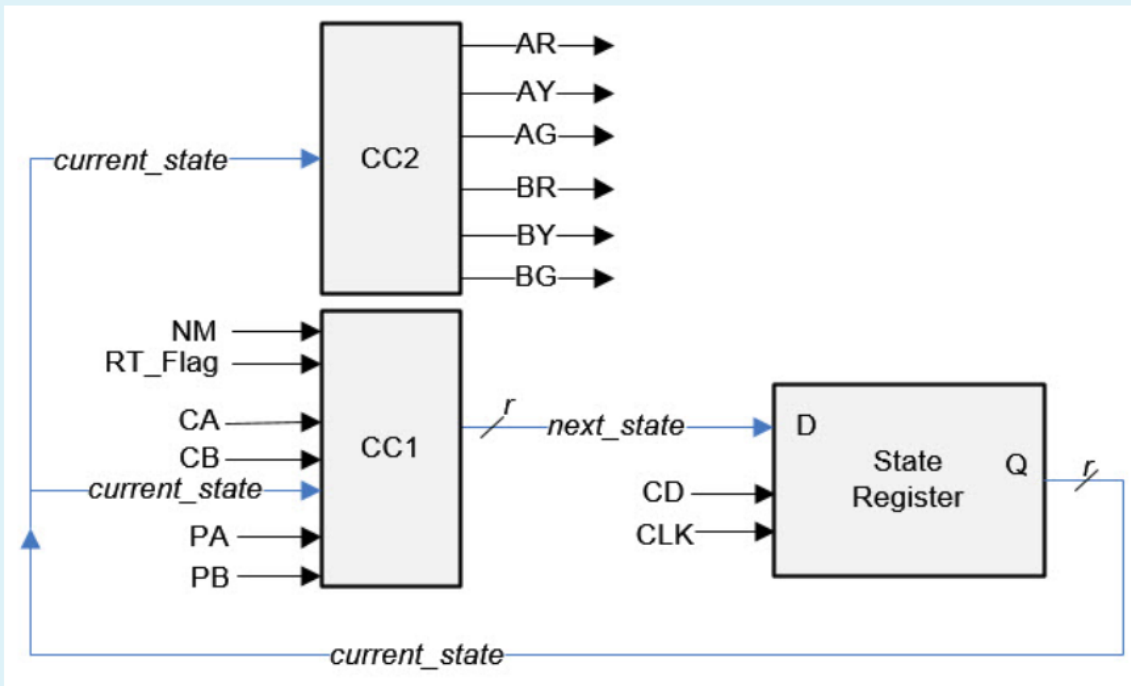 AR
AY
current_state
CC2
AG
BR
BY
BG
NM
RT_Flag
CA
CC1
r
next_state
D
CB
State
Register
Q
r
current_state
CD
CLK
PA
PB
current_state